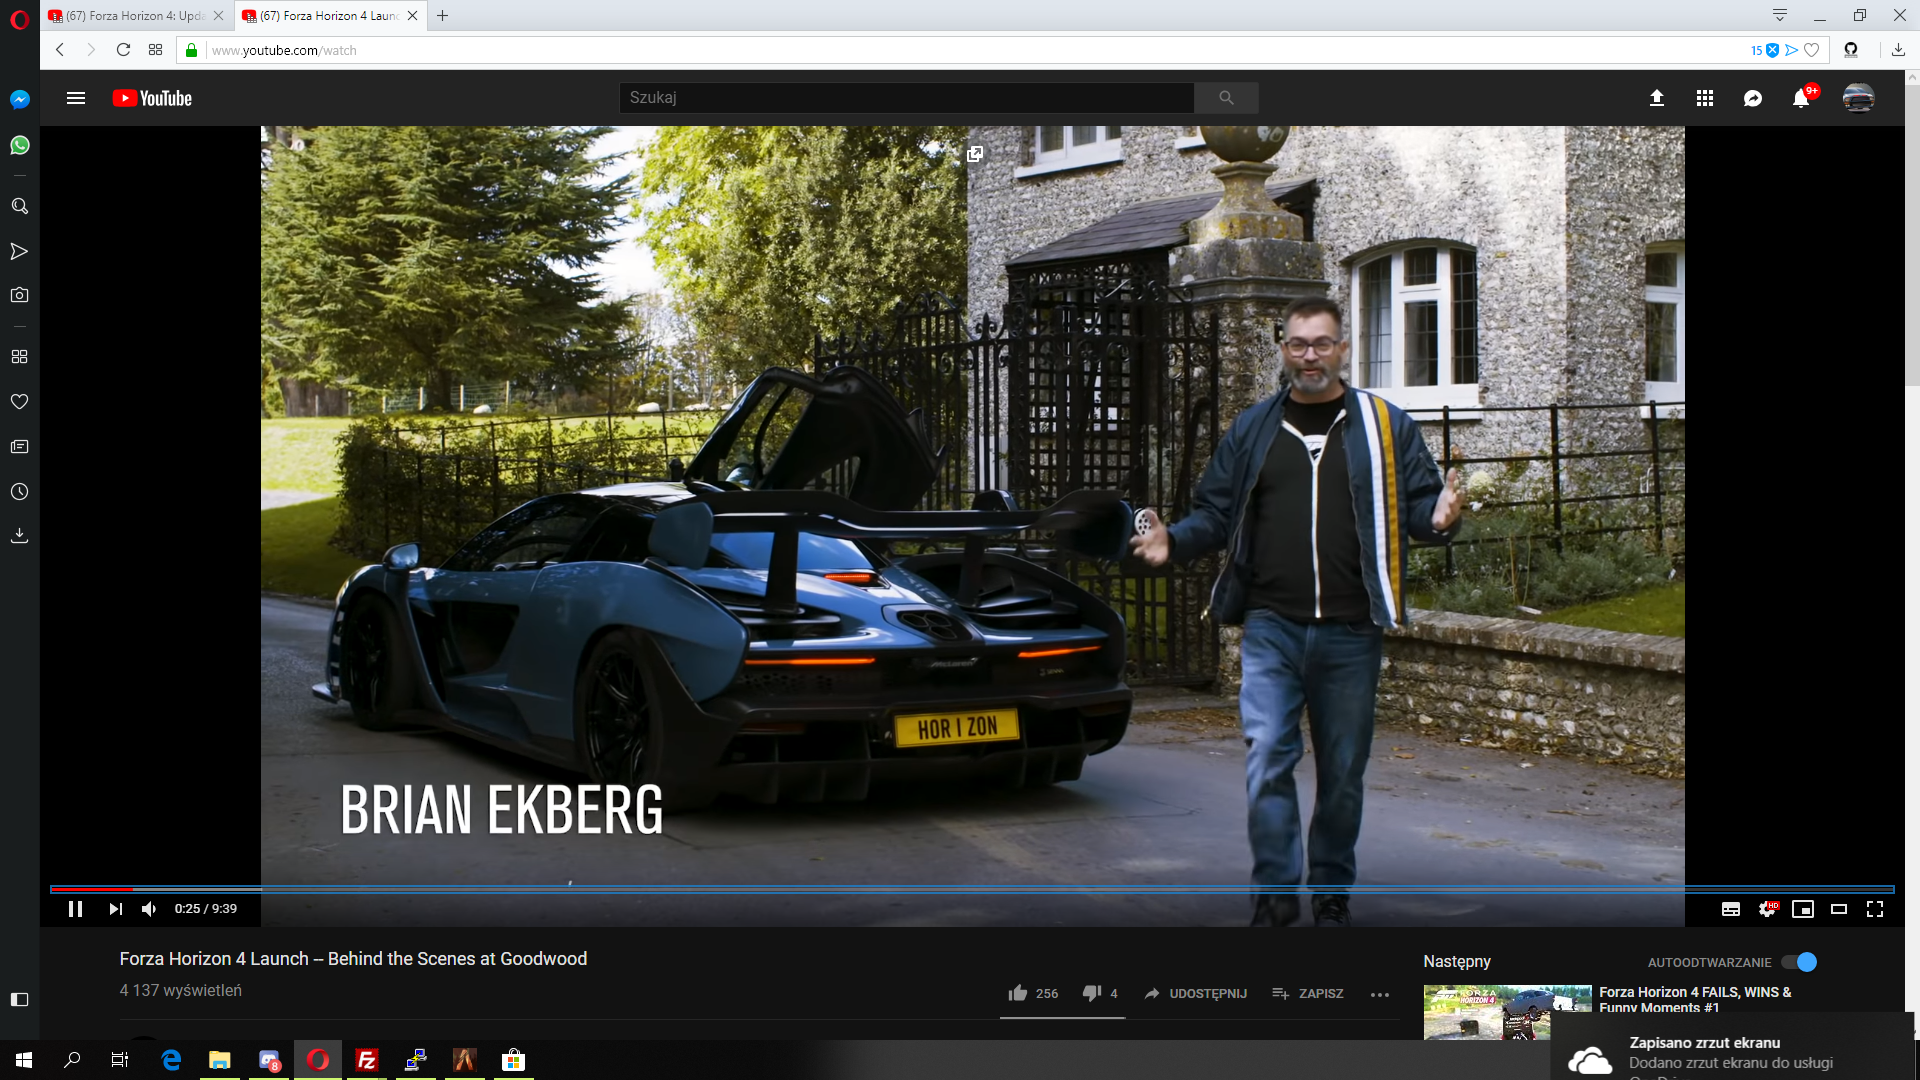 (67) Forza Horizon 4: Upda
(67) Forza Horizon 4 Laun
www.youtube.com/watch
15
YouTube
Szukaj
9+
McLaren
HOR I ZON
BRIAN EKBERG
HD
0:25 / 9:39
Forza Horizon 4 Launch -- Behind the Scenes at Goodwood
4 137 wyświetleń
256
4
UDOSTĘPNIJ
ZAPISZ
Następny
AUTOODTWARZANIE
FORZA
HORIZON 4
Forza Horizon 4 FAILS, WINS &
Funny Moments #1
8
Zapisano zrzut ekranu
Dodano zrzut ekranu do usługi